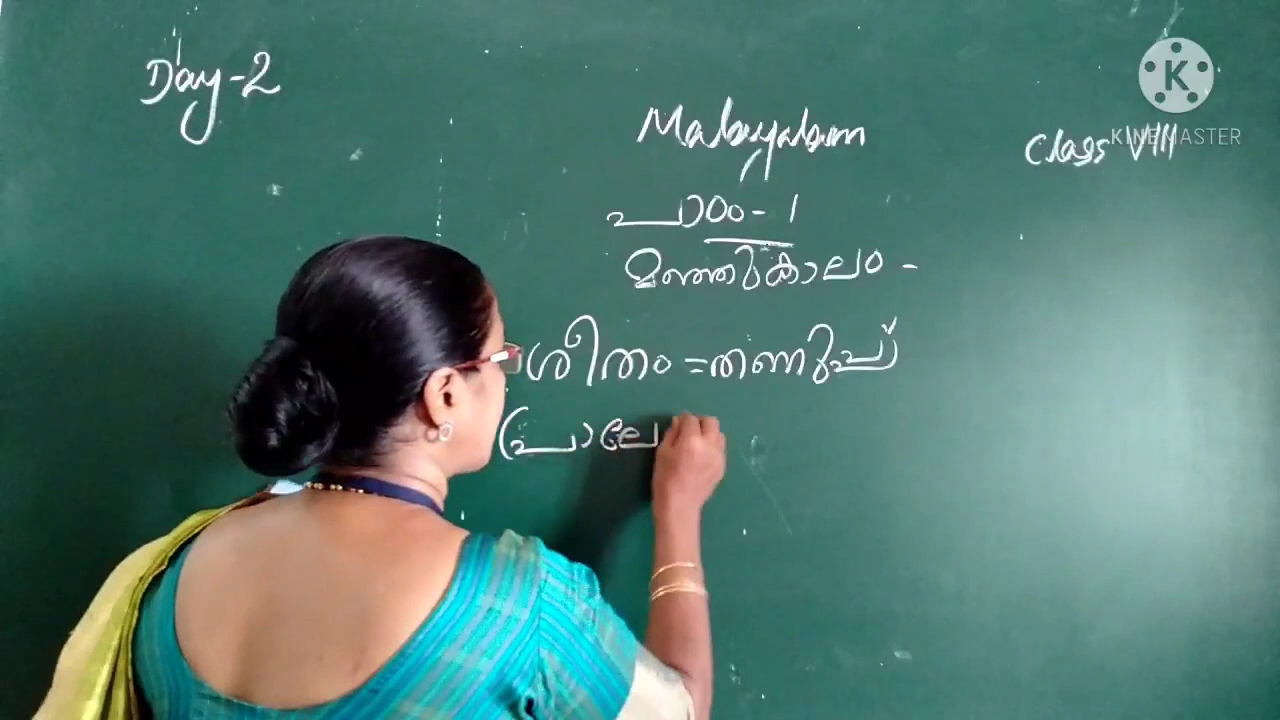 Day-2
Malayalam
Class VIII
പാഠം-1
മഞ്ഞുകാലം -
ശീതം = തണുപ്പ്
പ്രാലേ
K
KINEMASTER